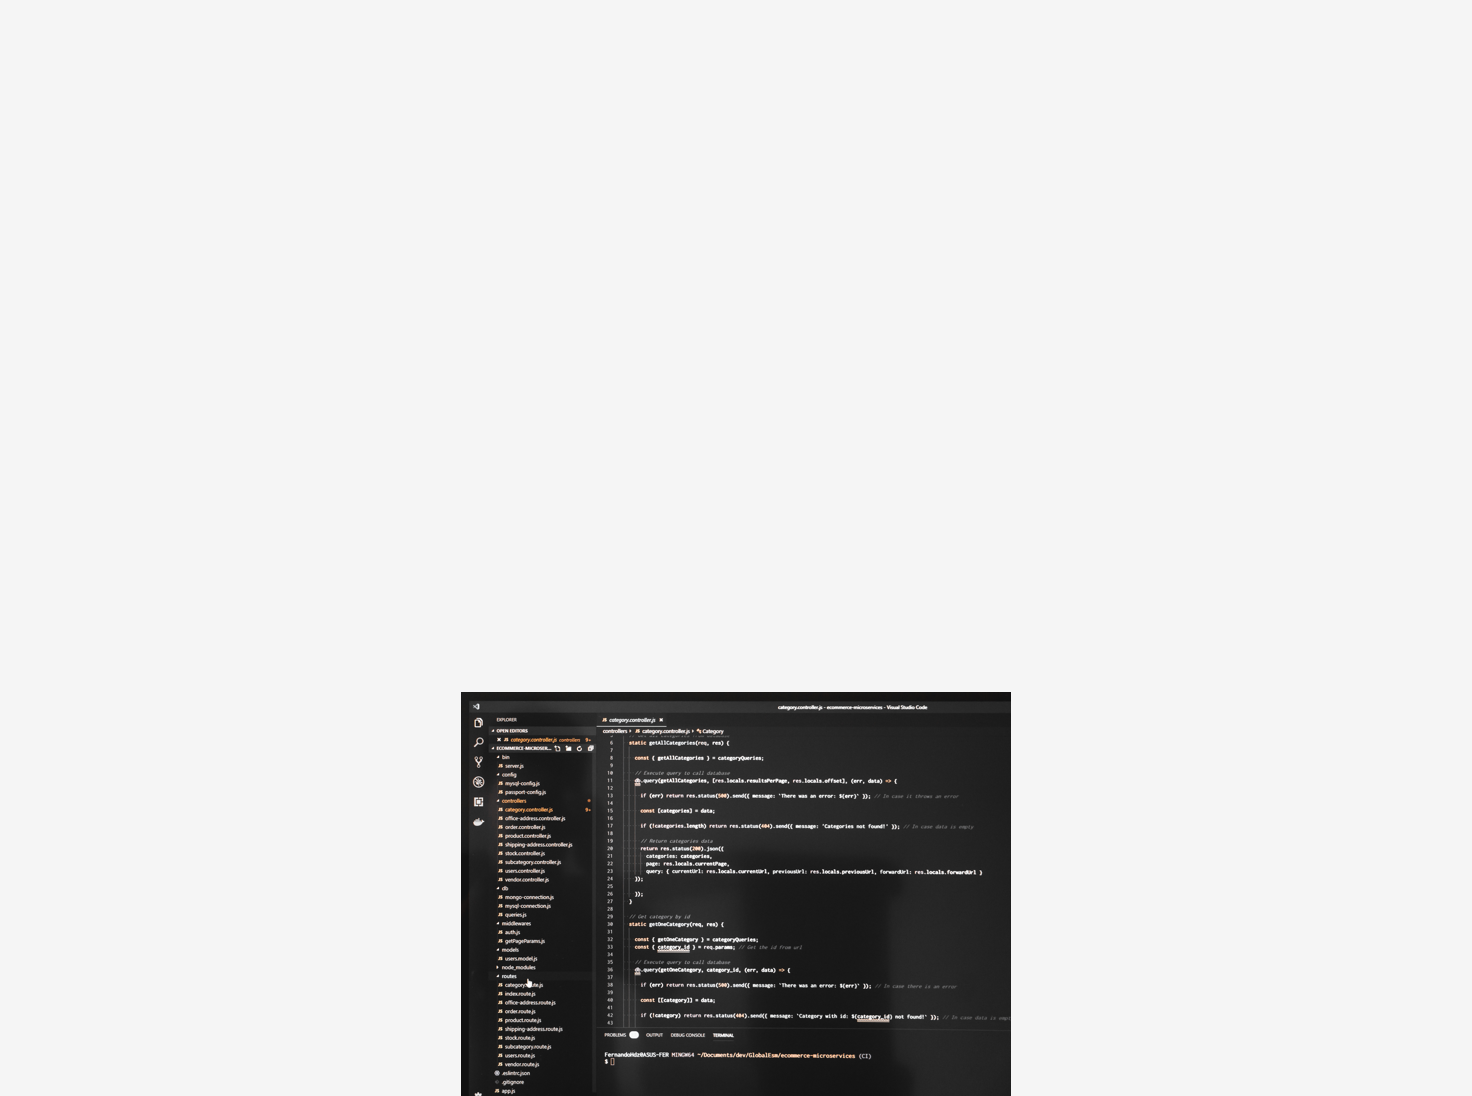 category.controller.js - ecommerce-microservices - Visual Studio Code
EXPLORER
OPEN EDITORS
category.controller.js controllers 9+
ECOMMERCE-MICROSER...
bin
server.js
config
mysql-config.js
passport-config.js
controllers
category.controller.js 9+
office-address.controller.js
order.controller.js
product.controller.js
shipping-address.controller.js
stock.controller.js
subcategory.controller.js
users.controller.js
vendor.controller.js
db
mongo-connection.js
mysql-connection.js
queries.js
middlewares
auth.js
getPageParams.js
models
users.model.js
node_modules
routes
index.route.js
office-address.route.js
order.route.js
product.route.js
shipping-address.route.js
stock.route.js
subcategory.route.js
users.route.js
vendor.route.js
.eslintrc.json
.gitignore
app.js
category.controller.js
controllers category.controller.js Category
6 static getAllCategories(req, res) {
7
8 const { getAllCategories } = categoryQueries;
9
10 // Execute query to call database
11 .query(getAllCategories, [res.locals.resultsPerPage, res.locals.offset], (err, data) => {
12
13 if (err) return res.status(500).send({ message: 'There was an error: ${err}' }); // In case it throws an error
14
15 const [categories] = data;
16
17 if (!categories.length) return res.status(404).send({ message: 'Categories not found!' }); // In case data is empty
18
19 // Return categories data
20 return res.status(200).json({
21 categories: categories,
22 page: res.locals.currentPage,
23 query: { currentUrl: res.locals.currentUrl, previousUrl: res.locals.previousUrl, forwardUrl: res.locals.forwardUrl }
24 });
25
26 });
27 }
28
29 // Get category by id
30 static getOneCategory(req, res) {
31
32 const { getOneCategory } = categoryQueries;
33 const { category_id } = req.params; // Get the id from url
34
35 // Execute query to call database
36 .query(getOneCategory, category_id, (err, data) => {
37
38 if (err) return res.status(500).send({ message: 'There was an error: ${err}' }); // In case there is an error
39
40 const [[category]] = data;
41
42 if (!category) return res.status(404).send({ message: 'Category with id: ${category_id} not found!' }); // In case data is
43
PROBLEMS OUTPUT DEBUG CONSOLE TERMINAL
FernandoHdz@ASUS-FER MINGW64 ~/Documents/dev/GlobalEsm/ecommerce-microservices (CI)
$